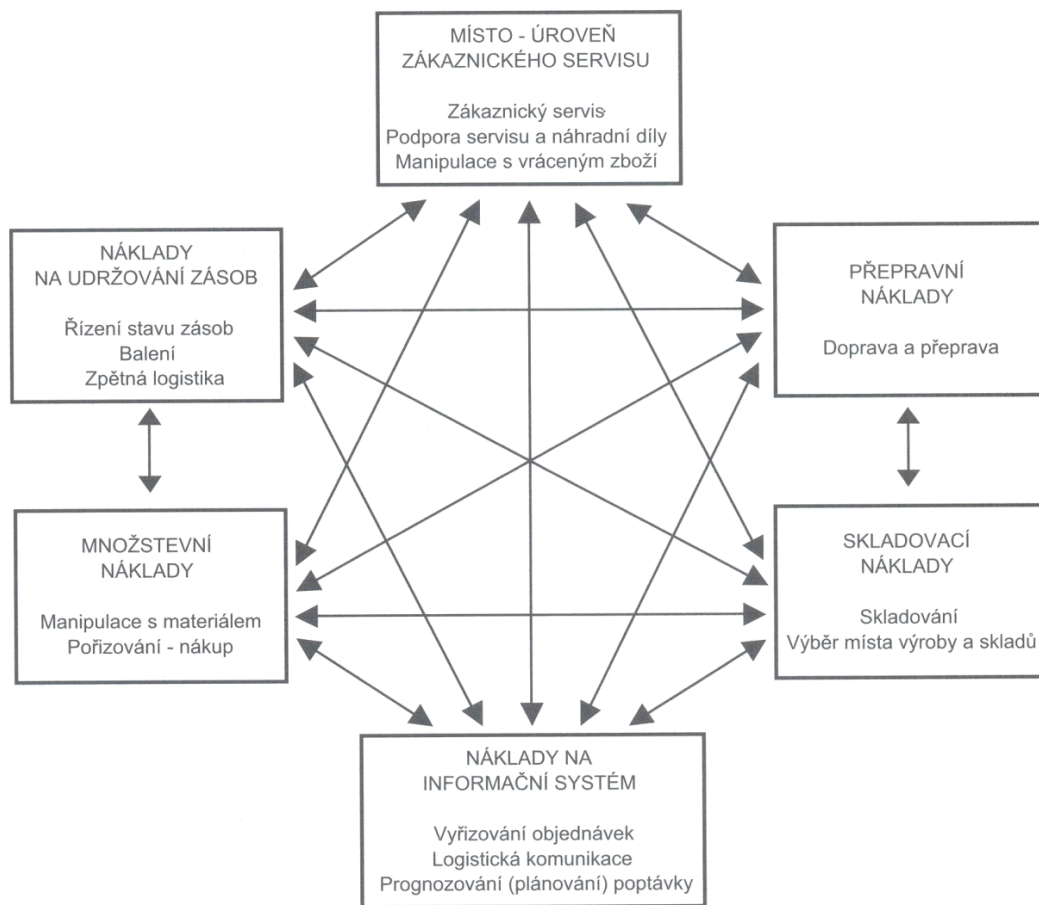 MÍSTO - ÚROVEŇ
ZÁKAZNICKÉHO SERVISU
Zákaznický servis
Podpora servisu a náhradní díly
Manipulace s vráceným zboží
NÁKLADY
NA UDRŽOVÁNÍ ZÁSOB
Řízení stavu zásob
Balení
Zpětná logistika
PŘEPRAVNÍ
NÁKLADY
Doprava a přeprava
MNOŽSTEVNÍ
NÁKLADY
Manipulace s materiálem
Pořizování - nákup
SKLADOVACÍ
NÁKLADY
Skladování
Výběr místa výroby a skladů
NÁKLADY NA
INFORMAČNÍ SYSTÉM
Vyřizování objednávek
Logistická komunikace
Prognozování (plánování) poptávky